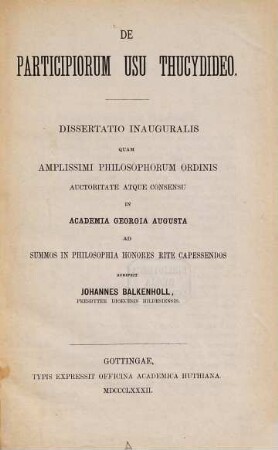 DE
PARTICIPIORUM USU THUCYDIDEO.
DISSERTATIO INAUGURALIS
QUAM
AMPLISSIMI PHILOSOPHORUM ORDINIS
AUCTORITATE ATQUE CONSENSU
IN
ACADEMIA GEORGIA AUGUSTA
AD
SUMMOS IN PHILOSOPHIA HONORES RITE CAPESSENDOS
SCRIPSIT
JOHANNES BALKENHOLL,
PRESBYTER DIOECESIS HILDESIENSIS.
GOTTINGAE,
TYPIS EXPRESSIT OFFICINA ACADEMICA HUTHIANA.
MDCCCLXXXII.